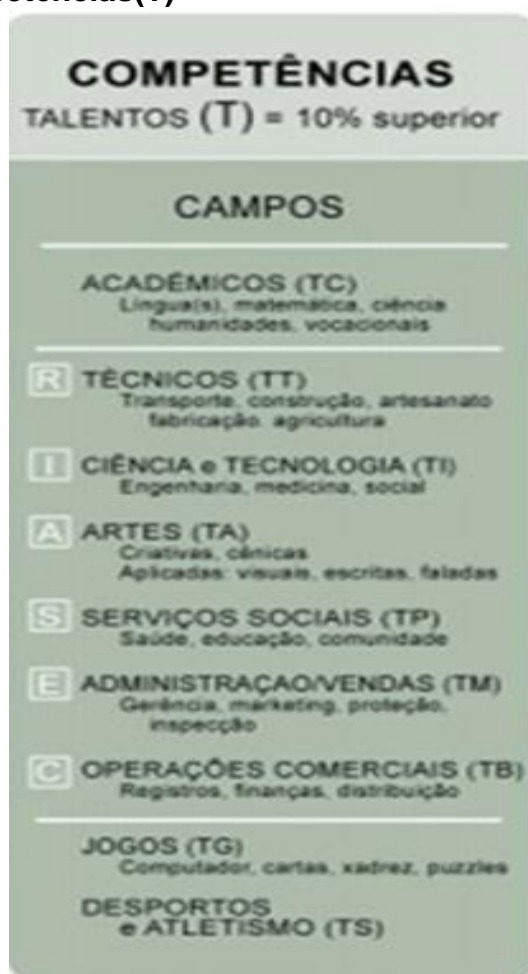 COMPETÊNCIAS
TALENTOS (T) = 10% superior
CAMPOS
ACADÉMICOS (TC)
Língua(s), matemática, ciência
humanidades, vocacionais
R TÉCNICOS (TT)
Transporte, construção, artesanato
fabricação. agricultura
I CIÊNCIA e TECNOLOGIA (TI)
Engenharia, medicina, social
A ARTES (TA)
Criativas, cênicas
Aplicadas: visuais, escritas, faladas
S SERVIÇOS SOCIAIS (TP)
Saúde, educação, comunidade
E ADMINISTRAÇAO/VENDAS (TM)
Gerência, marketing, proteção,
inspecção
C OPERAÇÕES COMERCIAIS (TB)
Registros, finanças, distribuição
JOGOS (TG)
Computador, cartas, xadrez, puzzles
DESPORTOS
e ATLETISMO (TS)